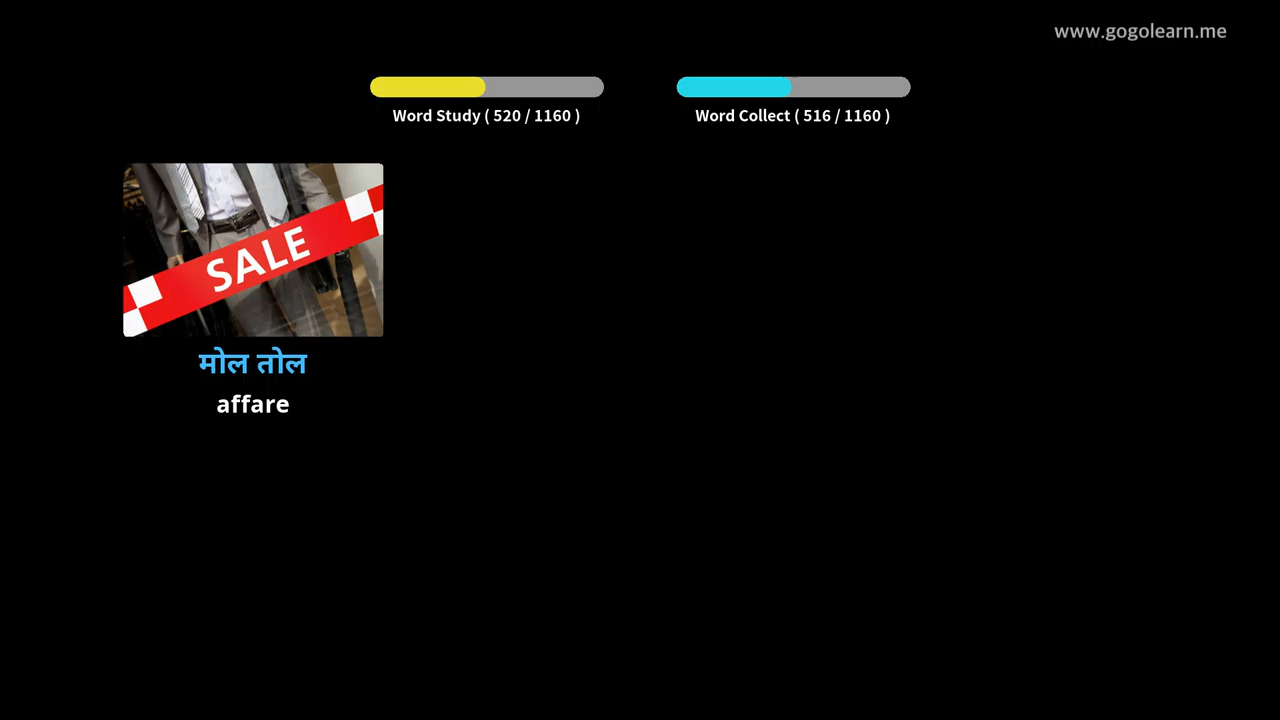 www.gogolearn.me
Word Study ( 520 / 1160 )
Word Collect ( 516 / 1160 )
SALE
मोल तोल
affare